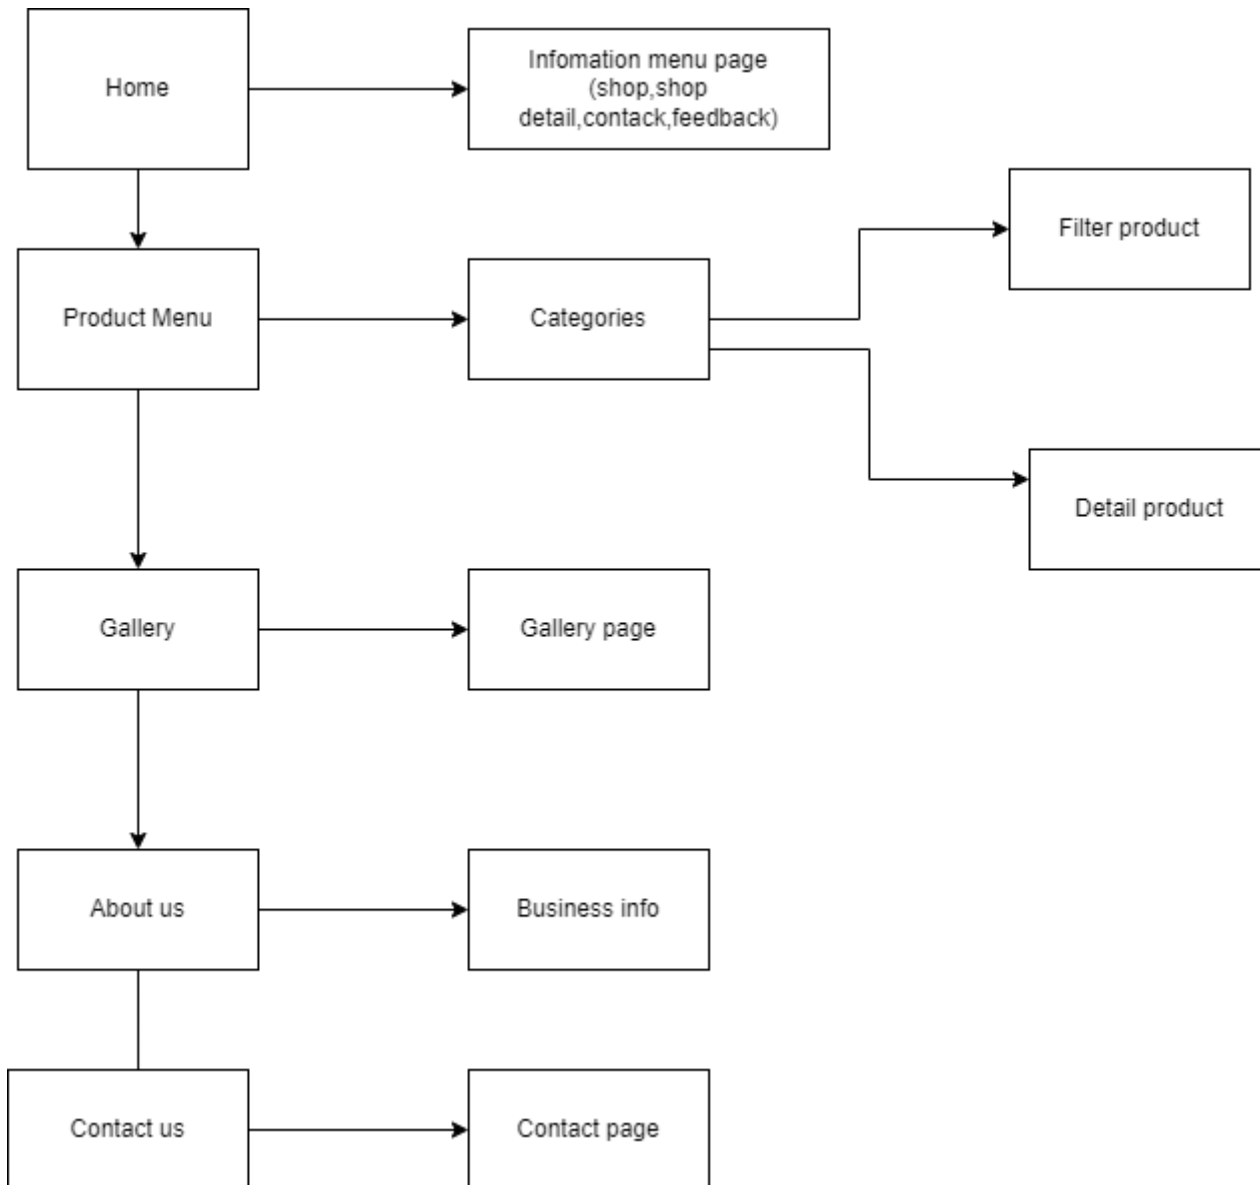 Home
Infomation menu page
(shop,shop
detail,contack,feedback)
Filter product
Product Menu
Categories
Detail product
Gallery
Gallery page
About us
Business info
Contact us
Contact page